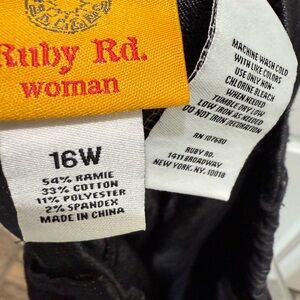 Ruby Rd.
woman
16W
54% RAMIE
33% COTTON
11% POLYESTER
2% SPANDEX
MADE IN CHINA
MACHINE WASH COLD
WITH LIKE COLORS
USE ONLY NON-
CHLORINE BLEACH
WHEN NEEDED
TUMBLE DRY LOW
LOW IRON AS NEEDED
DO NOT IRON DECORATION
RN 107680
RUBY RD.
1411 BROADWAY
NEW YORK, NY. 10018